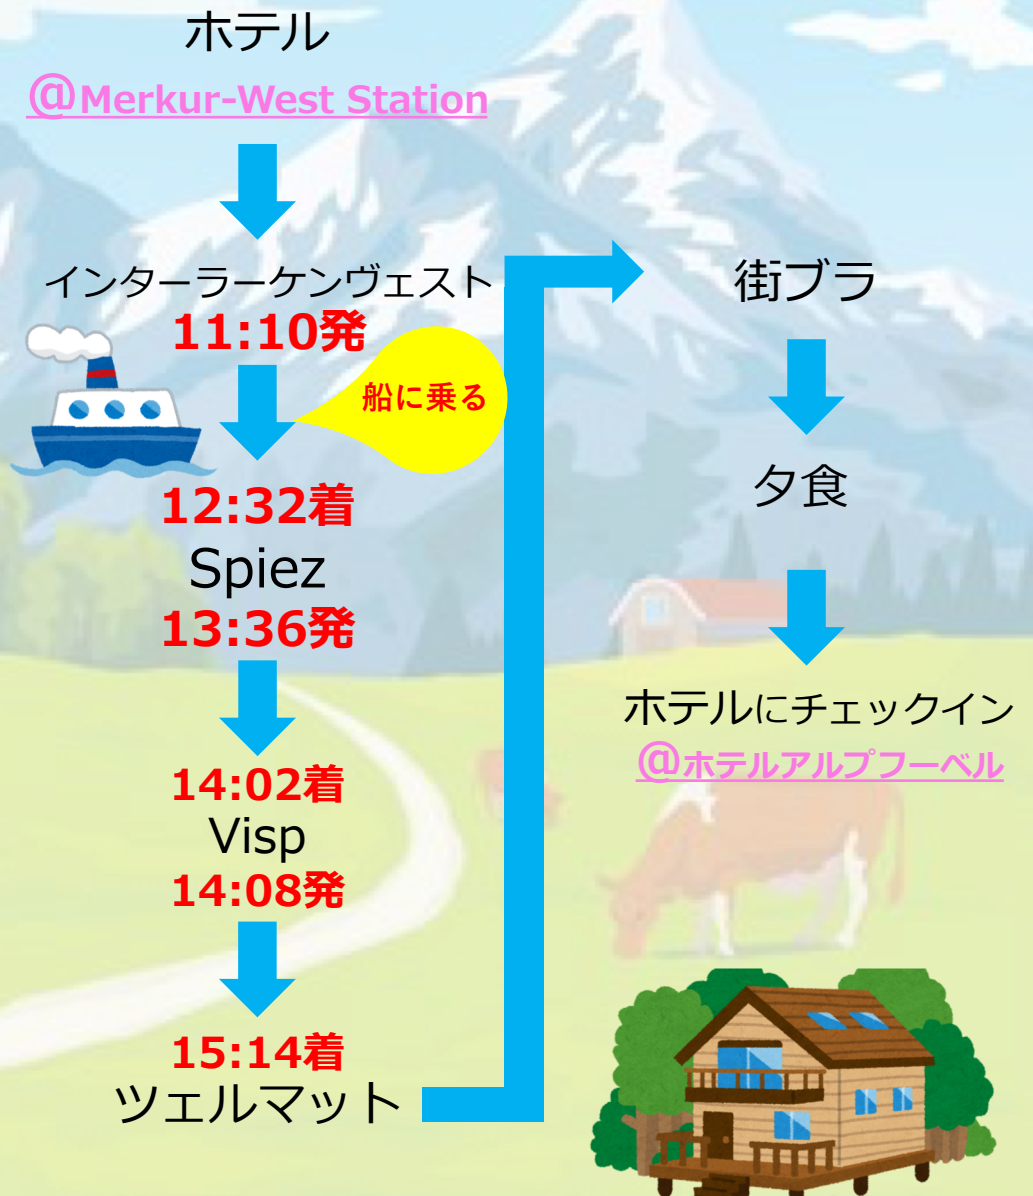 ホテル
@Merkur-West Station
インターラーケンヴェスト
11:10発
船に乗る
12:32着
Spiez
13:36発
14:02着
Visp
14:08発
15:14着
ツェルマット
街ブラ
夕食
ホテルにチェックイン
@ホテルアルプフーベル